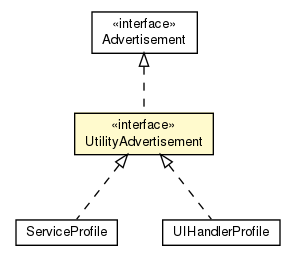 «interface»
Advertisement
«interface»
UtilityAdvertisement
ServiceProfile
UIHandlerProfile